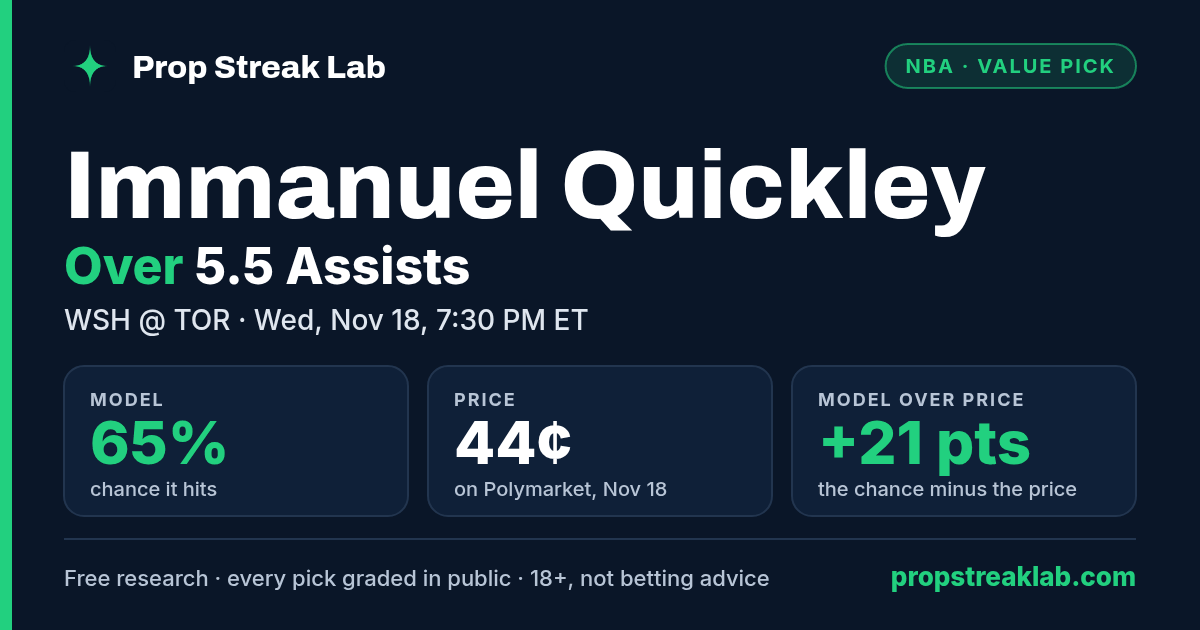 Prop Streak Lab
NBA · VALUE PICK
Immanuel Quickley
Over 5.5 Assists
WSH @ TOR · Wed, Nov 18, 7:30 PM ET
MODEL
65%
chance it hits
PRICE
44¢
on Polymarket, Nov 18
MODEL OVER PRICE
+21 pts
the chance minus the price
Free research · every pick graded in public · 18+, not betting advice
propstreaklab.com